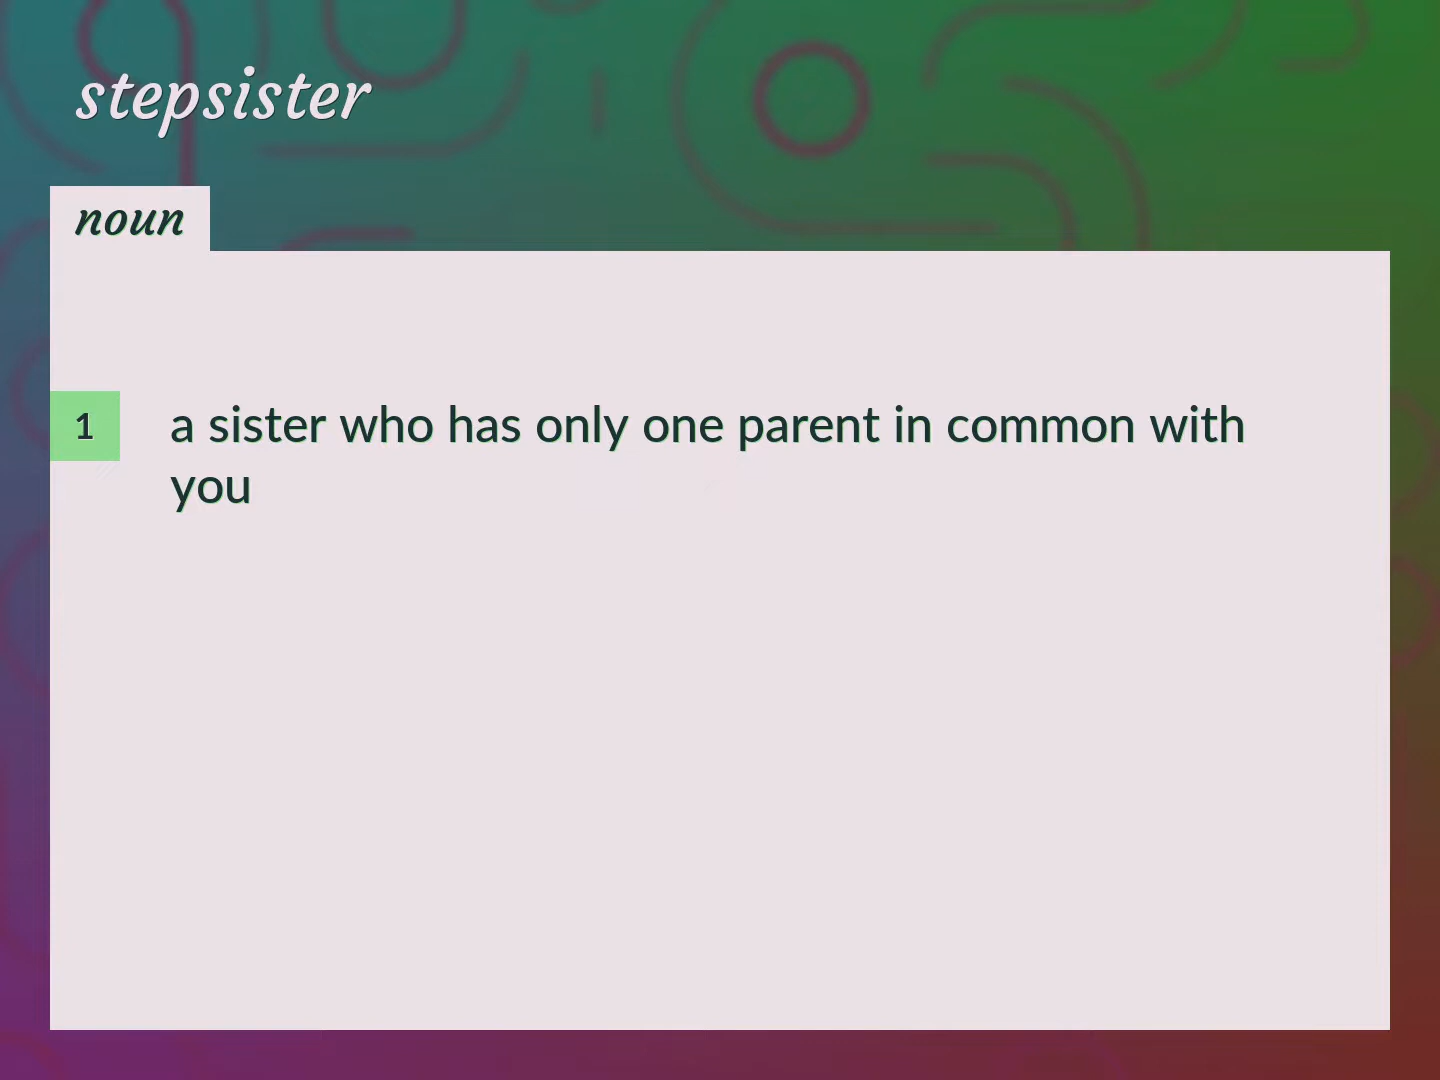 stepsister
noun
1 a sister who has only one parent in common with
you